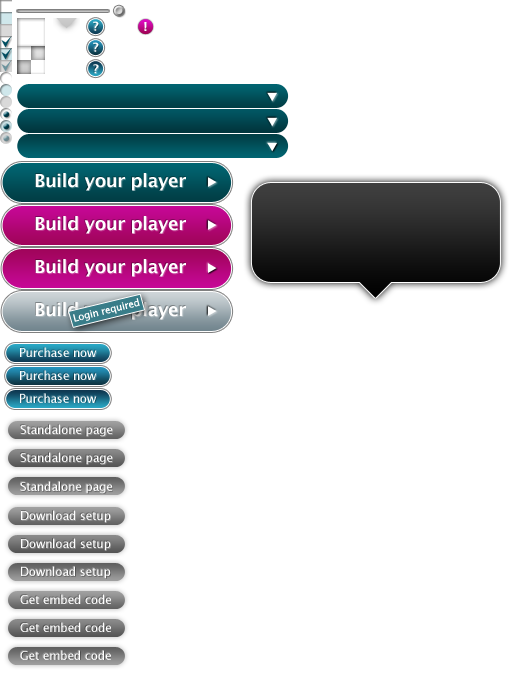 ?
!
?
?
Build your player
Build your player
Build your player
Build your player
Login required
Purchase now
Purchase now
Purchase now
Standalone page
Standalone page
Standalone page
Download setup
Download setup
Download setup
Get embed code
Get embed code
Get embed code